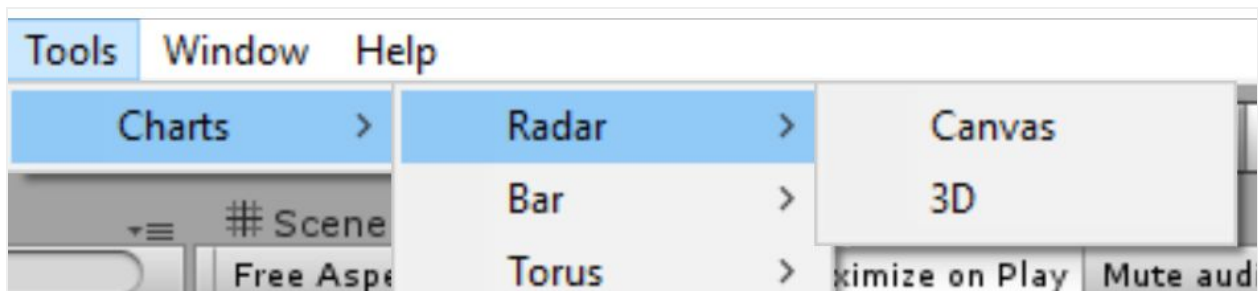 Tools Window Help
Charts > Radar > Canvas
Bar > 3D
# Scene
Torus >
Free Aspe ximize on Play Mute audi